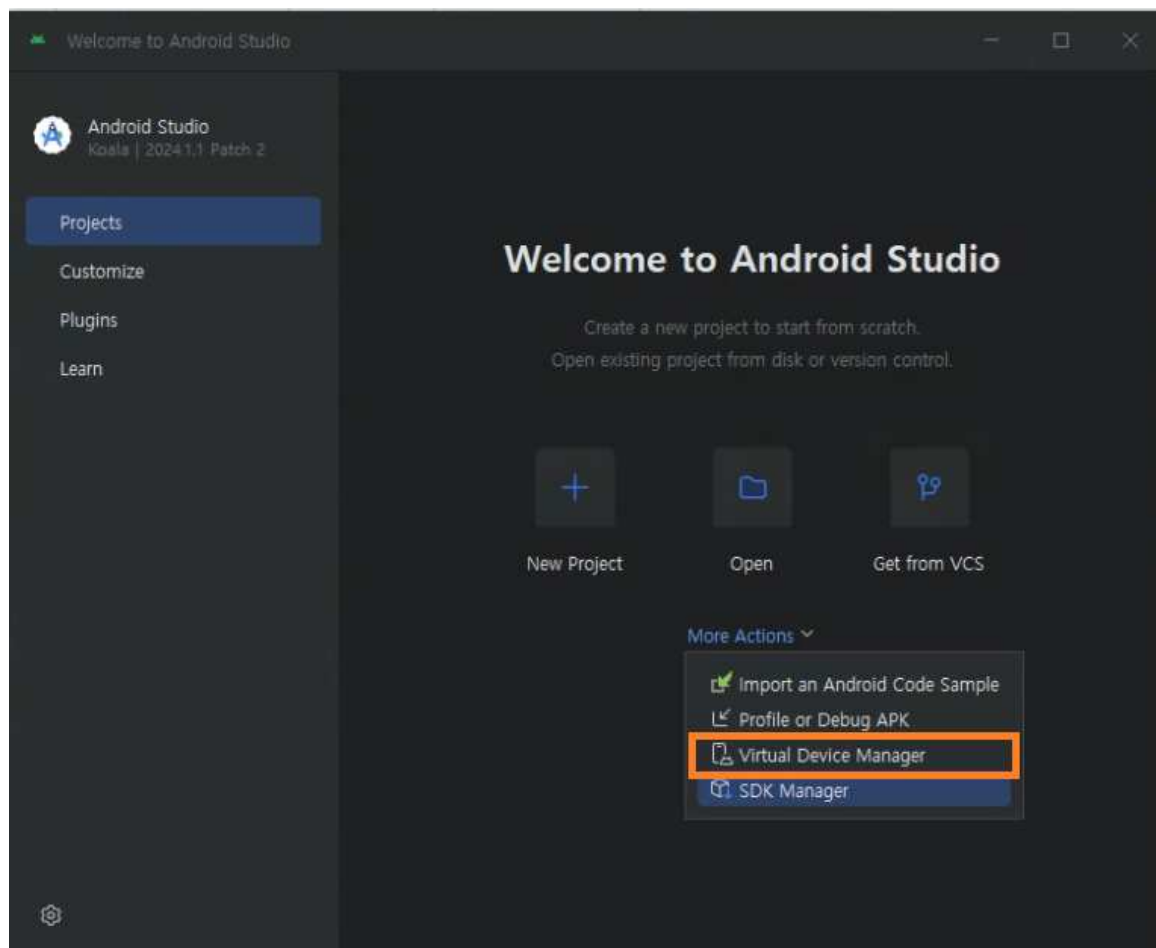 Welcome to Android Studio
Android Studio
Koala | 2024.1.1 Patch 2
Projects
Customize
Plugins
Learn
Welcome to Android Studio
Create a new project to start from scratch.
Open existing project from disk or version control.
New Project
Open
Get from VCS
More Actions
Import an Android Code Sample
Profile or Debug APK
Virtual Device Manager
SDK Manager